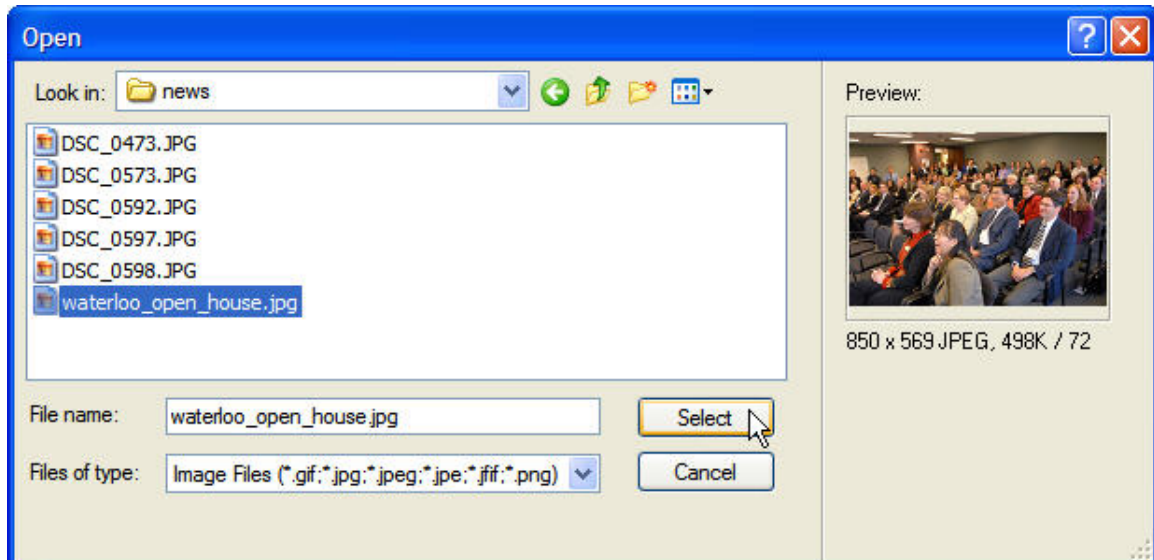 Open
Look in: news
Preview:
DSC_0473.JPG
DSC_0573.JPG
DSC_0592.JPG
DSC_0597.JPG
DSC_0598.JPG
waterloo_open_house.jpg
850 x 569 JPEG, 498K / 72
File name: waterloo_open_house.jpg Select
Files of type: Image Files (*.gif;*.jpg;*.jpeg;*.jpe;*.jfif;*.png) Cancel